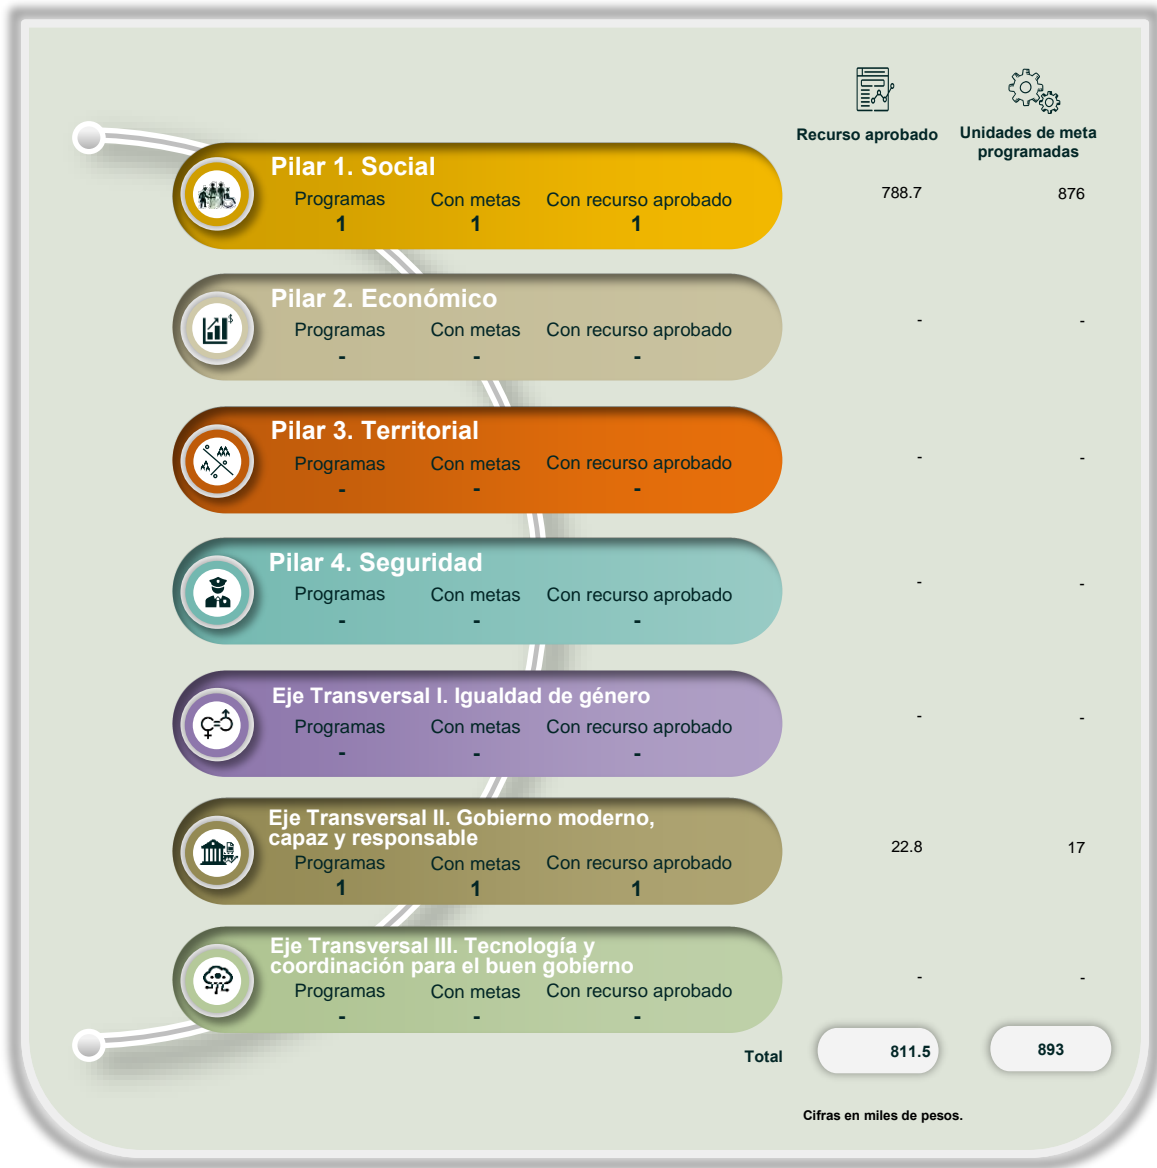 Recurso aprobado
Unidades de meta
programadas
Pilar 1. Social
Programas Con metas Con recurso aprobado
1 1 1
788.7 876
Pilar 2. Económico
Programas Con metas Con recurso aprobado
- - -
- -
Pilar 3. Territorial
Programas Con metas Con recurso aprobado
- - -
- -
Pilar 4. Seguridad
Programas Con metas Con recurso aprobado
- - -
- -
Eje Transversal I. Igualdad de género
Programas Con metas Con recurso aprobado
- - -
- -
Eje Transversal II. Gobierno moderno,
capaz y responsable
Programas Con metas Con recurso aprobado
1 1 1
22.8 17
Eje Transversal III. Tecnología y
coordinación para el buen gobierno
Programas Con metas Con recurso aprobado
- - -
- -
Total 811.5 893
Cifras en miles de pesos.